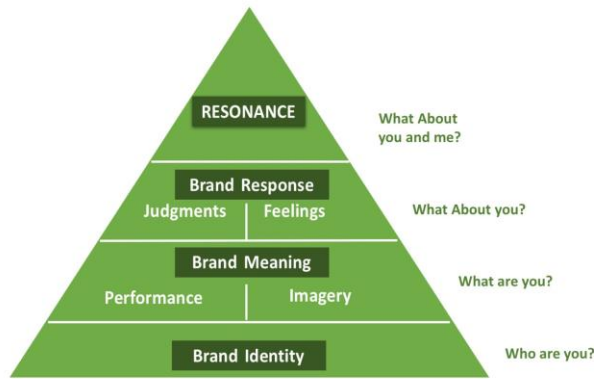 RESONANCE
What About
you and me?
Brand Response
Judgments Feelings
What About you?
Brand Meaning
Performance Imagery
What are you?
Brand Identity
Who are you?